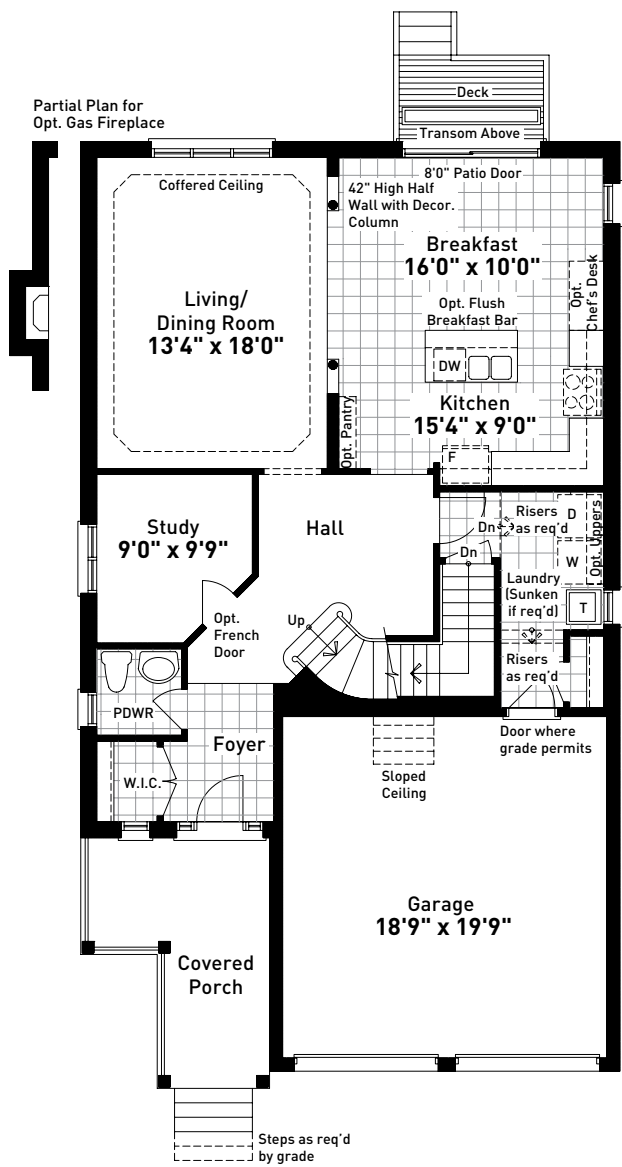 Deck
Transom Above
Partial Plan for
Opt. Gas Fireplace
8'0" Patio Door
Coffered Ceiling
42" High Half
Wall with Decor.
Column
Breakfast
16'0" x 10'0"
Opt.
Chef's Desk
Living/
Dining Room
13'4" x 18'0"
Opt. Flush
Breakfast Bar
DW
Kitchen
15'4" x 9'0"
Opt. Pantry
F
Study
9'0" x 9'9"
Hall
Dn
Dn
Risers
as req'd
D
W
Opt. Uppers
Laundry
(Sunken
if req'd)
T
Opt.
French
Door
Up
Risers
as req'd
PDWR
Foyer
Door where
grade permits
W.I.C.
Sloped
Ceiling
Garage
18'9" x 19'9"
Covered
Porch
Steps as req'd
by grade